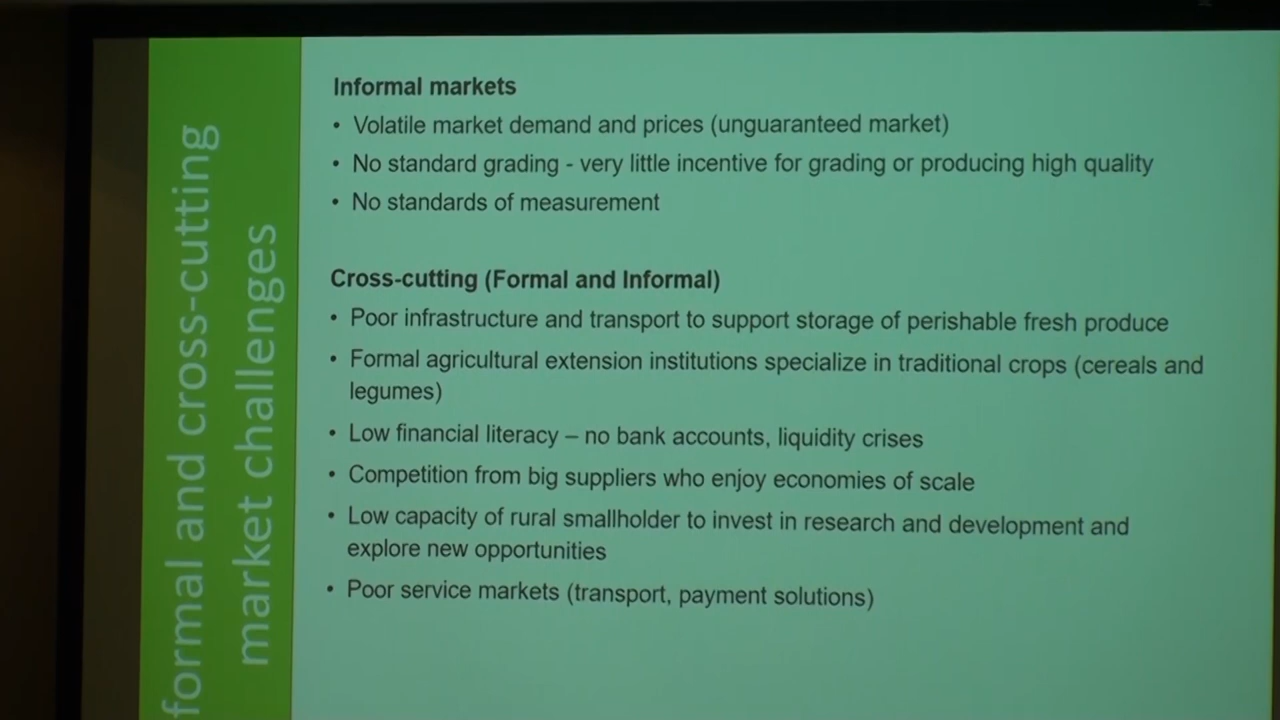 formal and cross-cutting
market challenges
Informal markets
• Volatile market demand and prices (unguaranteed market)
• No standard grading - very little incentive for grading or producing high quality
• No standards of measurement
Cross-cutting (Formal and Informal)
• Poor infrastructure and transport to support storage of perishable fresh produce
• Formal agricultural extension institutions specialize in traditional crops (cereals and
legumes)
• Low financial literacy – no bank accounts, liquidity crises
• Competition from big suppliers who enjoy economies of scale
• Low capacity of rural smallholder to invest in research and development and
explore new opportunities
• Poor service markets (transport, payment solutions)